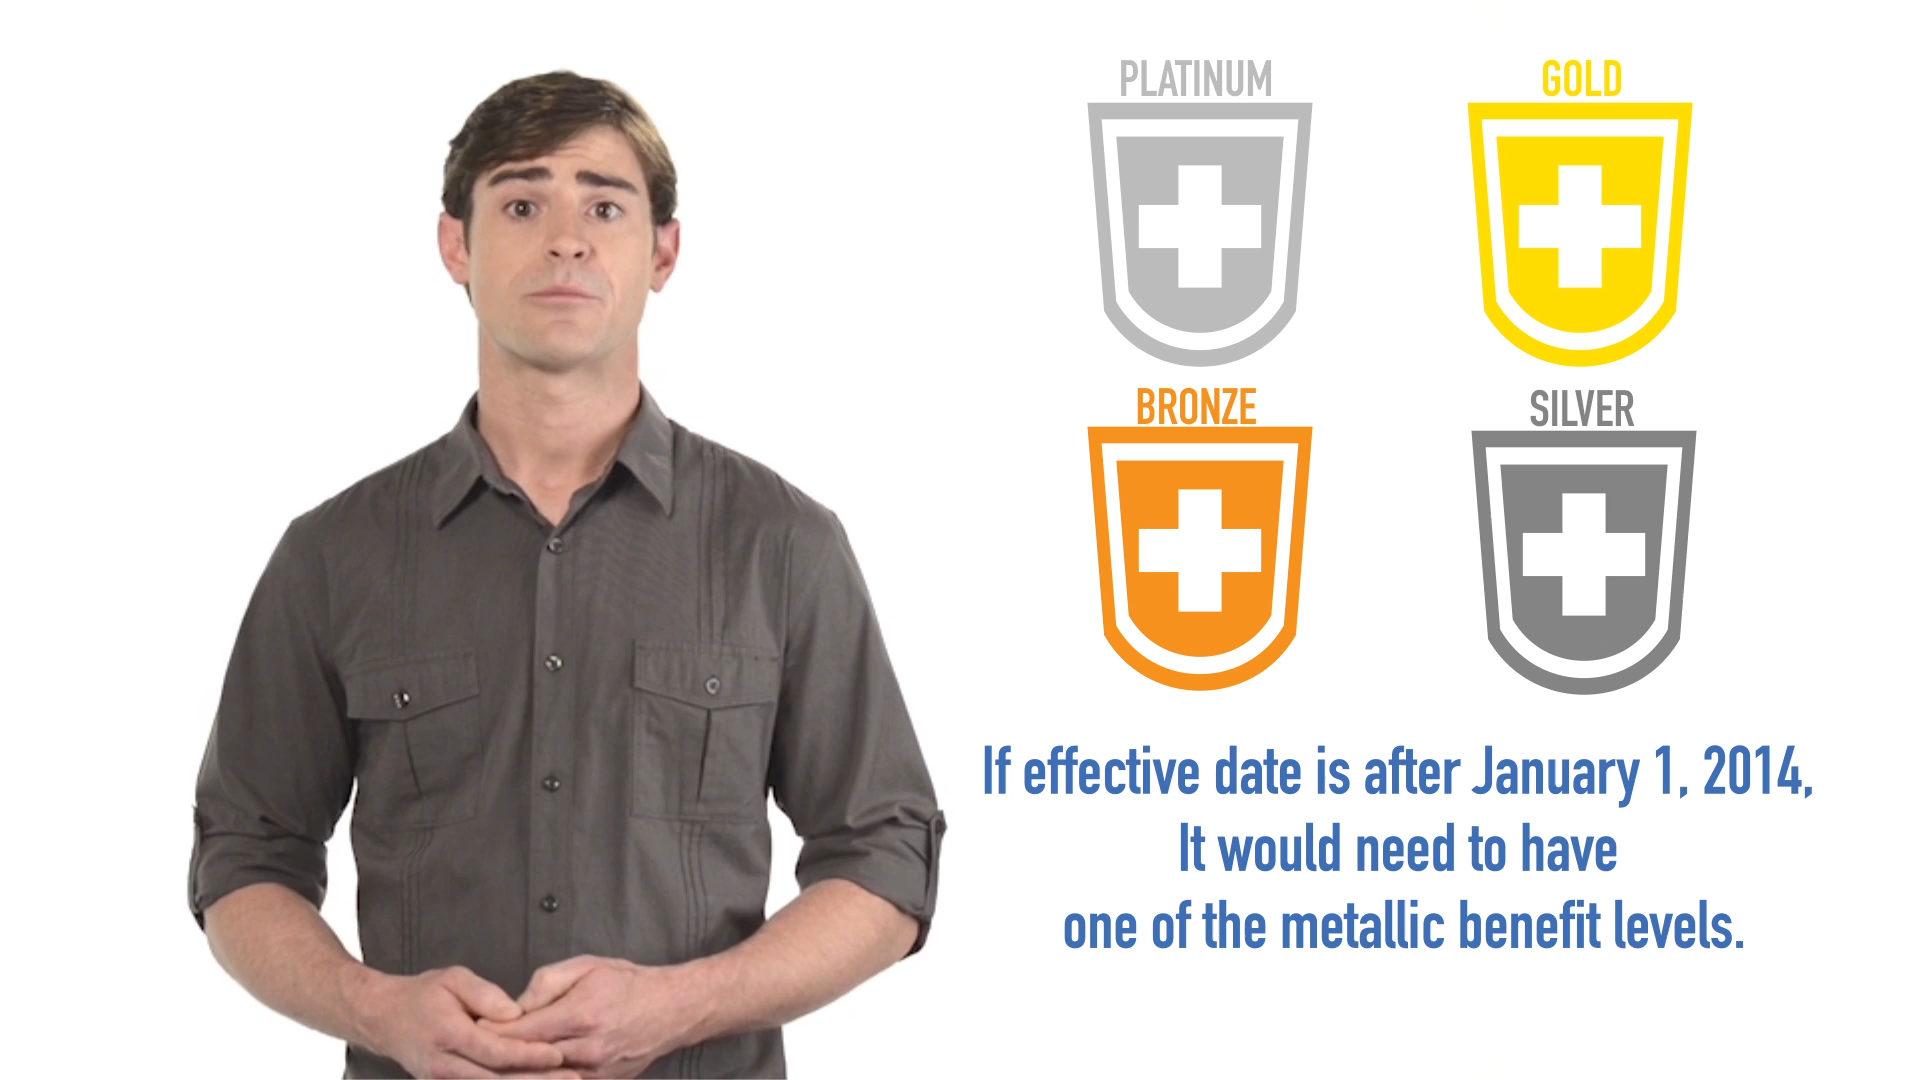 PLATINUM
GOLD
BRONZE
SILVER
If effective date is after January 1, 2014,
It would need to have
one of the metallic benefit levels.